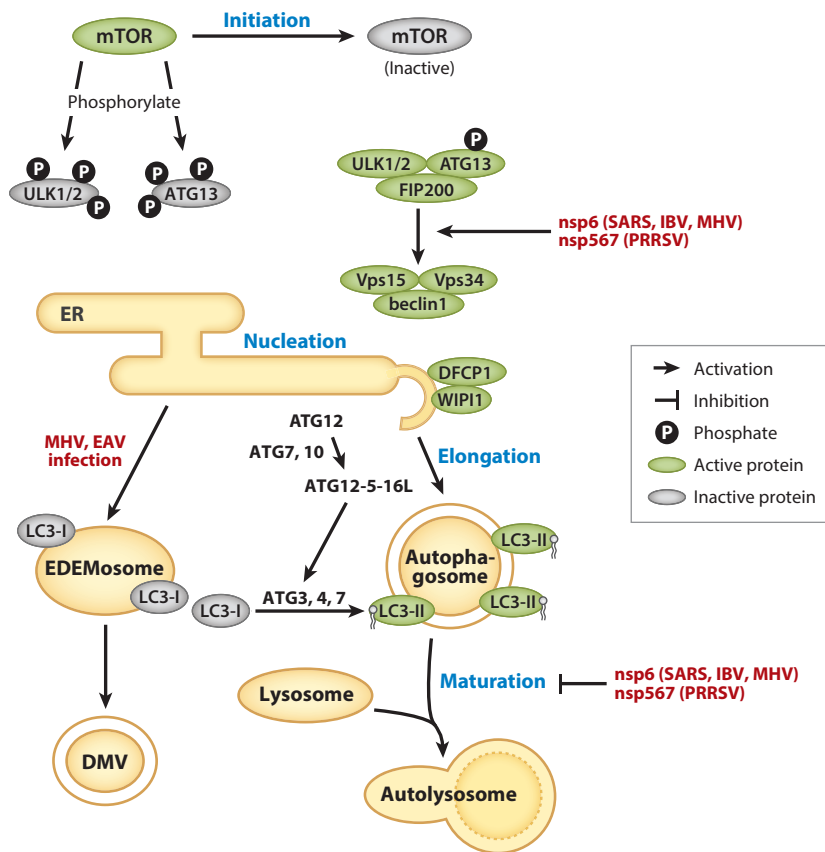 Initiation
mTOR
mTOR
(Inactive)
Phosphorylate
P
P
P
ULK1/2
P
P
P
ATG13
P
ULK1/2
ATG13
FIP200
nsp6 (SARS, IBV, MHV)
nsp567 (PRRSV)
Vps15
Vps34
beclin1
ER
Nucleation
DFCP1
WIPI1
Activation
Inhibition
P
Phosphate
Active protein
Inactive protein
MHV, EAV
infection
ATG12
ATG7, 10
ATG12-5-16L
Elongation
LC3-I
EDEMosome
LC3-I
LC3-I
ATG3, 4, 7
Autopha-
gosome
LC3-II
LC3-II
LC3-II
Lysosome
Maturation
nsp6 (SARS, IBV, MHV)
nsp567 (PRRSV)
DMV
Autolysosome